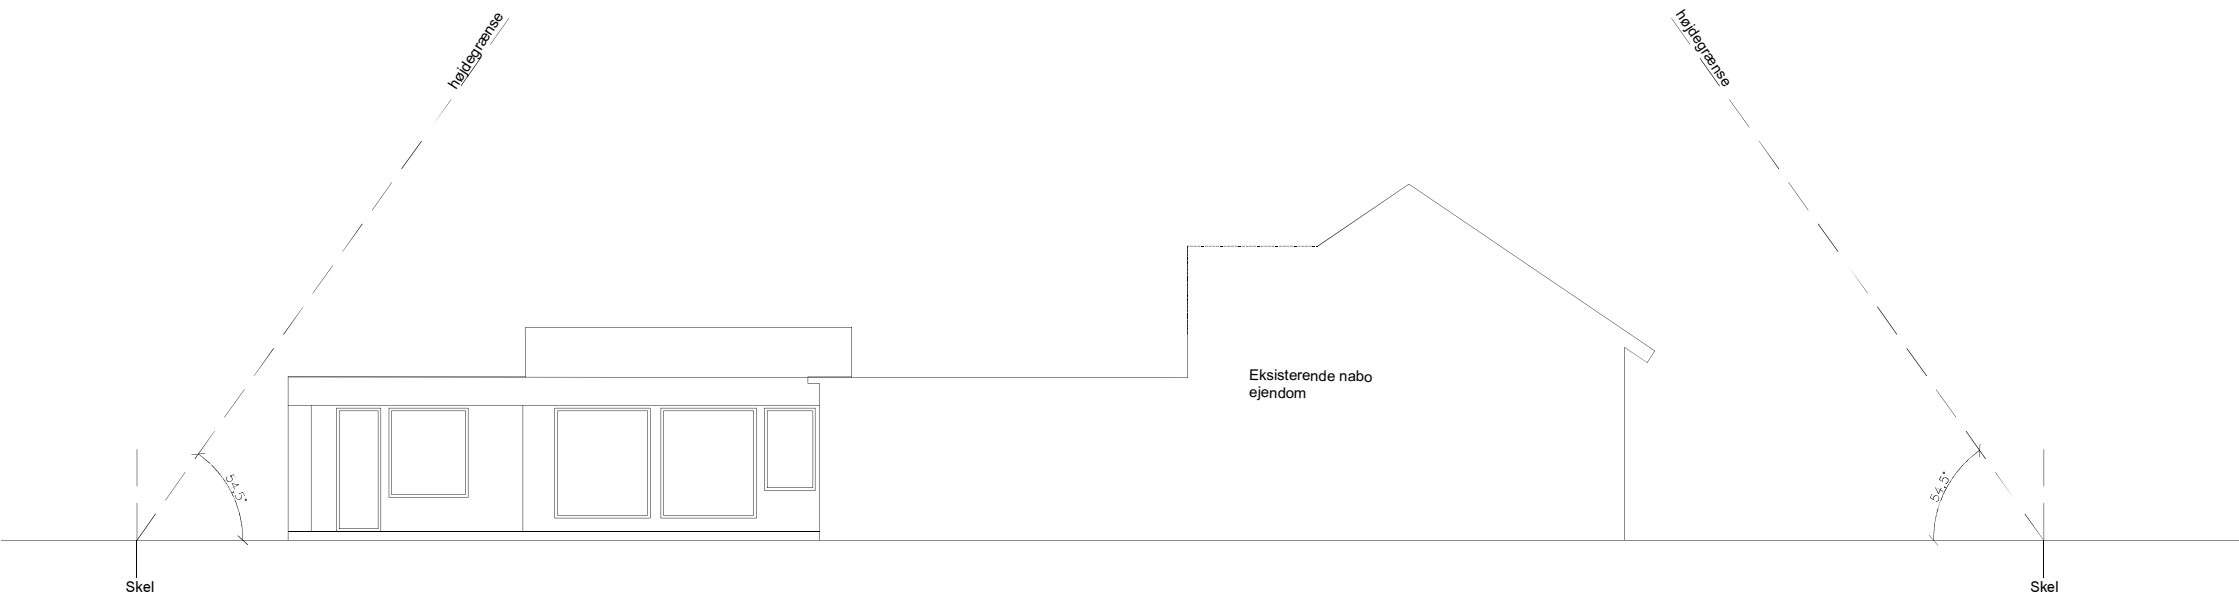 højdegrænse
højdegrænse
Eksisterende nabo
ejendom
54,5°
54,5°
Skel
Skel